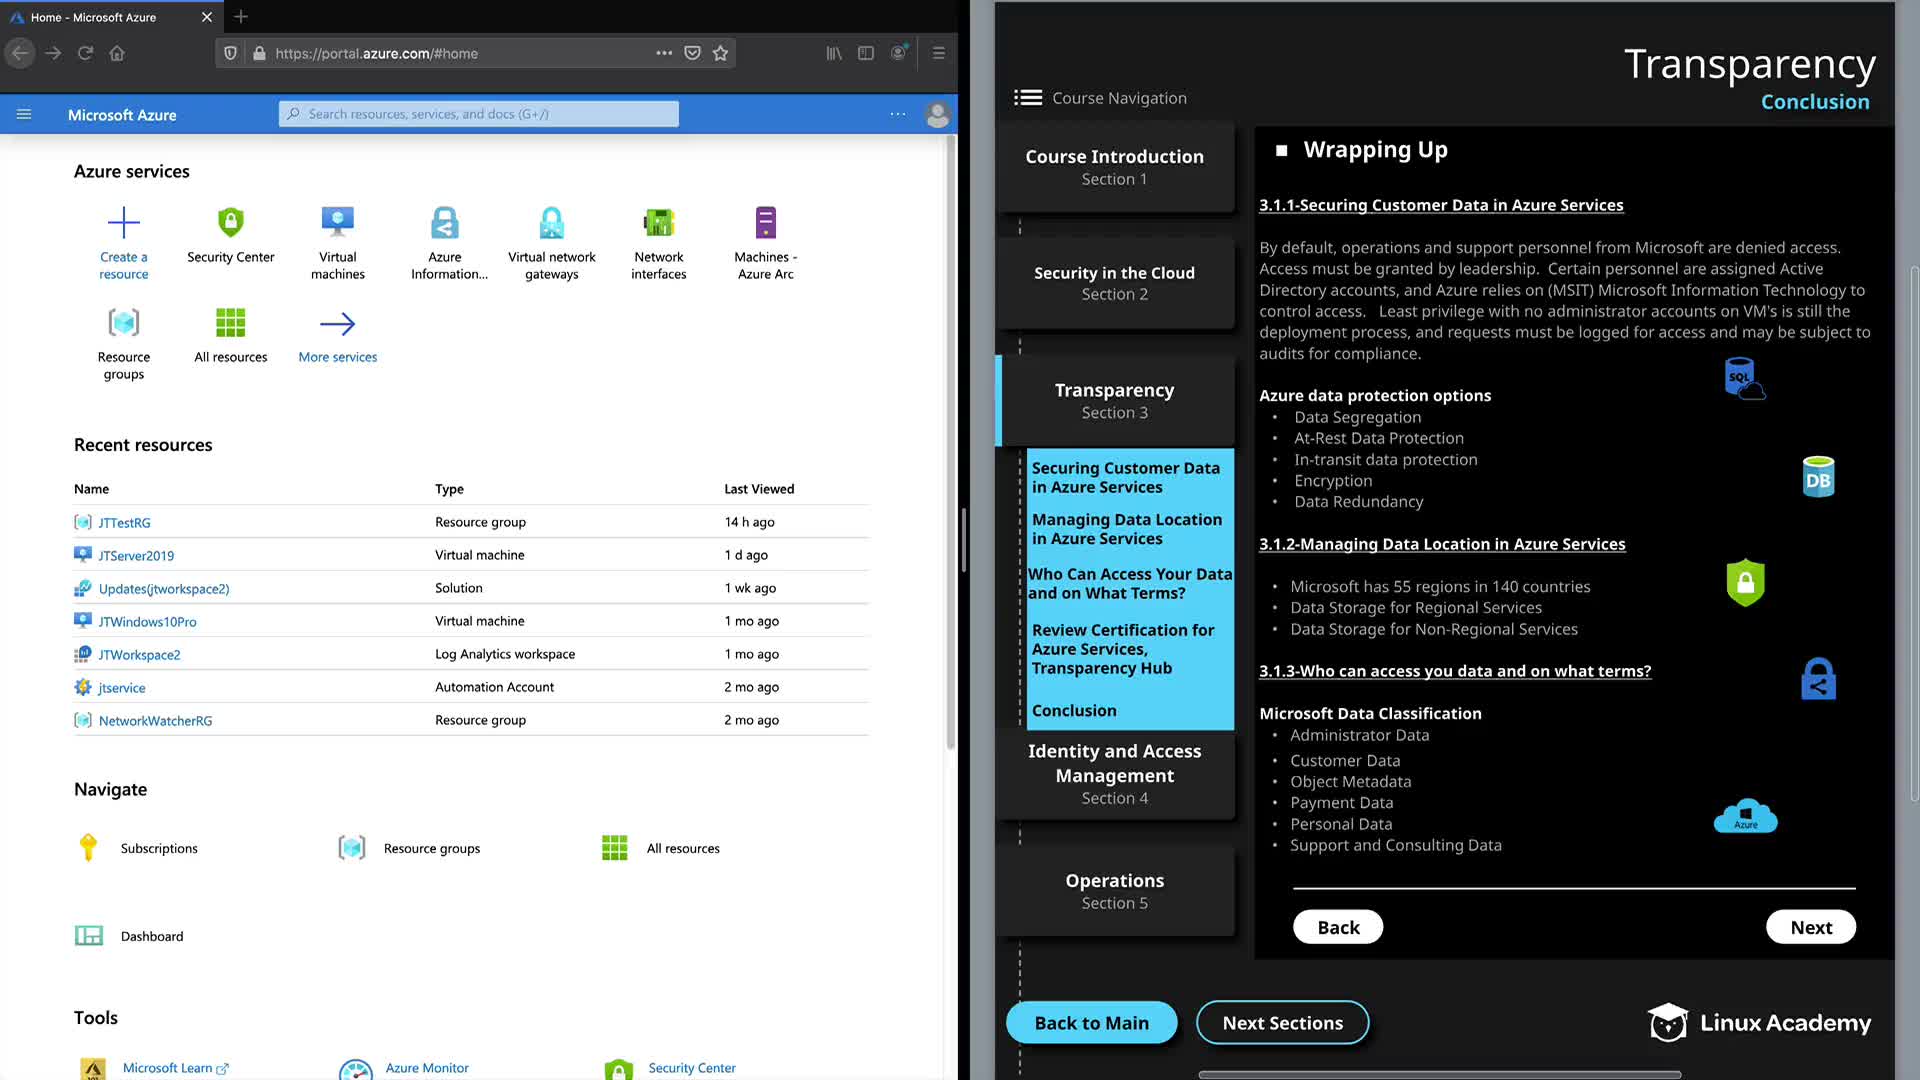 Home - Microsoft Azure
https://portal.azure.com/#home
Microsoft Azure
Search resources, services, and docs (G+/)
Azure services
Create a
resource
Security Center
Virtual
machines
Azure
Information...
Virtual network
gateways
Network
interfaces
Machines -
Azure Arc
Resource
groups
All resources
More services
Recent resources
Name Type Last Viewed
JTTestRG Resource group 14 h ago
JTServer2019 Virtual machine 1 d ago
Updates(jtworkspace2) Solution 1 wk ago
JTWindows10Pro Virtual machine 1 mo ago
JTWorkspace2 Log Analytics workspace 1 mo ago
jtservice Automation Account 2 mo ago
NetworkWatcherRG Resource group 2 mo ago
Navigate
Subscriptions
Resource groups
All resources
Dashboard
Tools
Microsoft Learn
Azure Monitor
Security Center
Transparency
Conclusion
Course Navigation
Course Introduction
Section 1
Security in the Cloud
Section 2
Transparency
Section 3
Securing Customer Data
in Azure Services
Managing Data Location
in Azure Services
Who Can Access Your Data
and on What Terms?
Review Certification for
Azure Services,
Transparency Hub
Conclusion
Identity and Access
Management
Section 4
Operations
Section 5
Back to Main
Next Sections
■ Wrapping Up
3.1.1-Securing Customer Data in Azure Services
By default, operations and support personnel from Microsoft are denied access.
Access must be granted by leadership. Certain personnel are assigned Active
Directory accounts, and Azure relies on (MSIT) Microsoft Information Technology to
control access. Least privilege with no administrator accounts on VM's is still the
deployment process, and requests must be logged for access and may be subject to
audits for compliance.
SQL
Azure data protection options
• Data Segregation
• At-Rest Data Protection
• In-transit data protection
• Encryption
• Data Redundancy
DB
3.1.2-Managing Data Location in Azure Services
• Microsoft has 55 regions in 140 countries
• Data Storage for Regional Services
• Data Storage for Non-Regional Services
3.1.3-Who can access you data and on what terms?
Microsoft Data Classification
• Administrator Data
• Customer Data
• Object Metadata
• Payment Data
• Personal Data
• Support and Consulting Data
Azure
Back
Next
Linux Academy